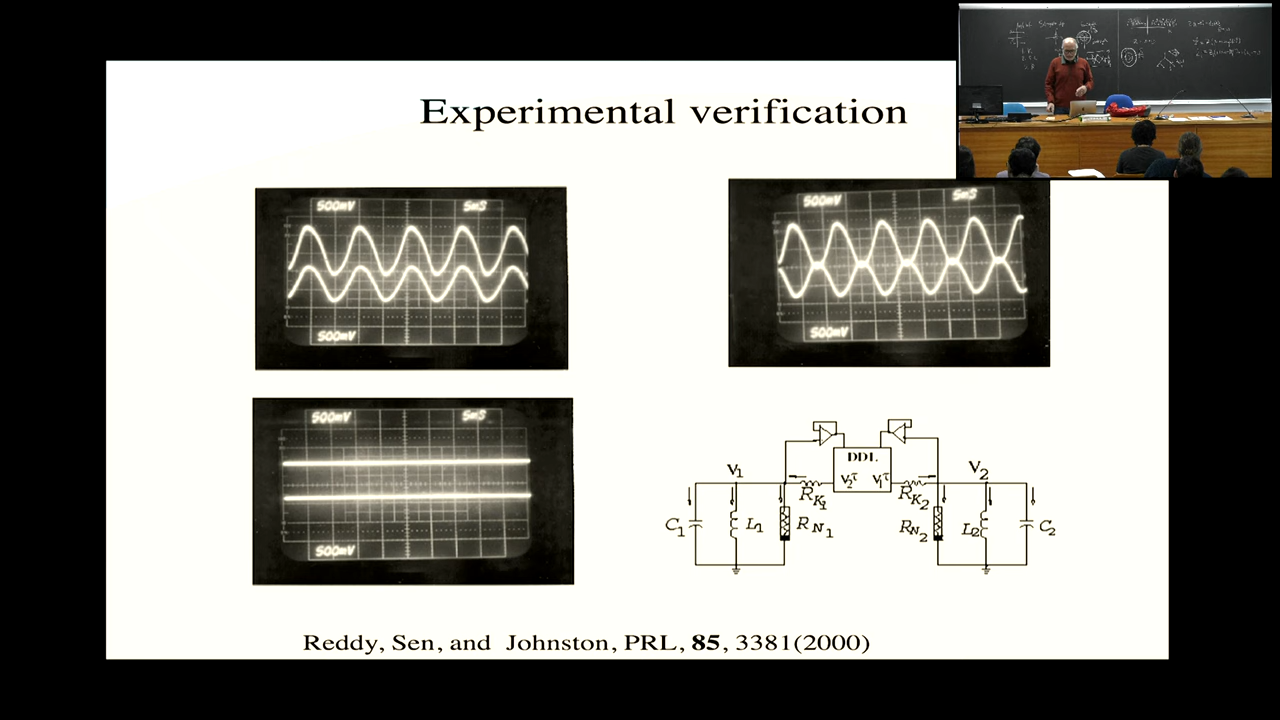 Experimental verification
500mV 5mS
500mV
500mV 5mS
500mV
500mV 5mS
500mV
DDL
V1 V2τ V1τ V2
RK1 RK2
C1 L1 RN1 RN2 L2 C2
Reddy, Sen, and Johnston, PRL, 85, 3381(2000)